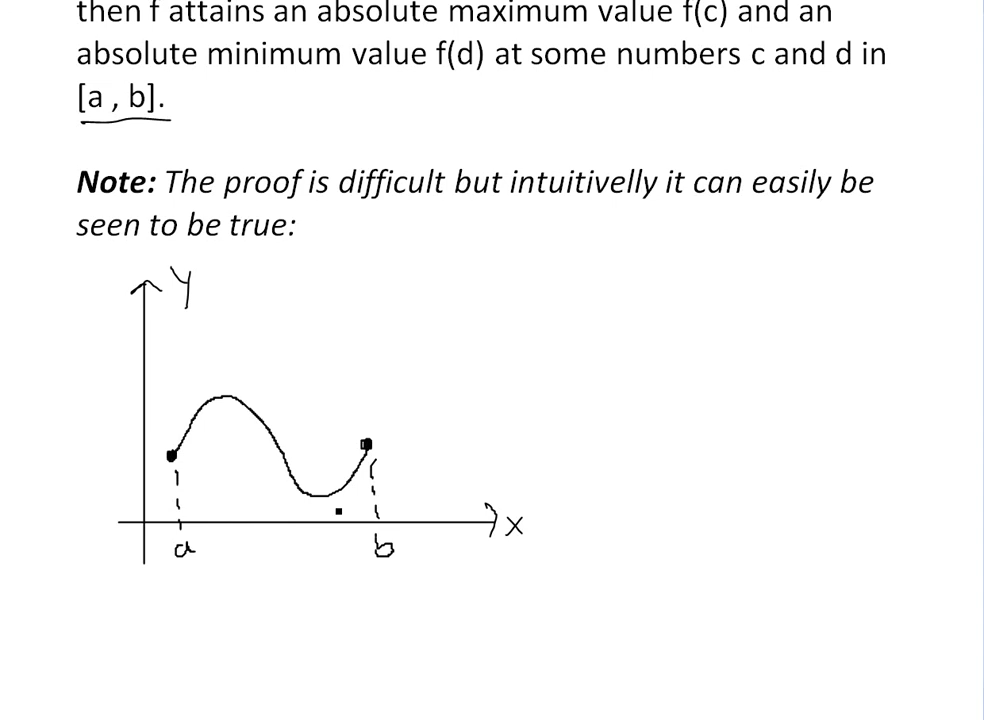 then f attains an absolute maximum value f(c) and an
absolute minimum value f(d) at some numbers c and d in
[a , b].
Note: The proof is difficult but intuitivelly it can easily be
seen to be true:
y
x
a
b